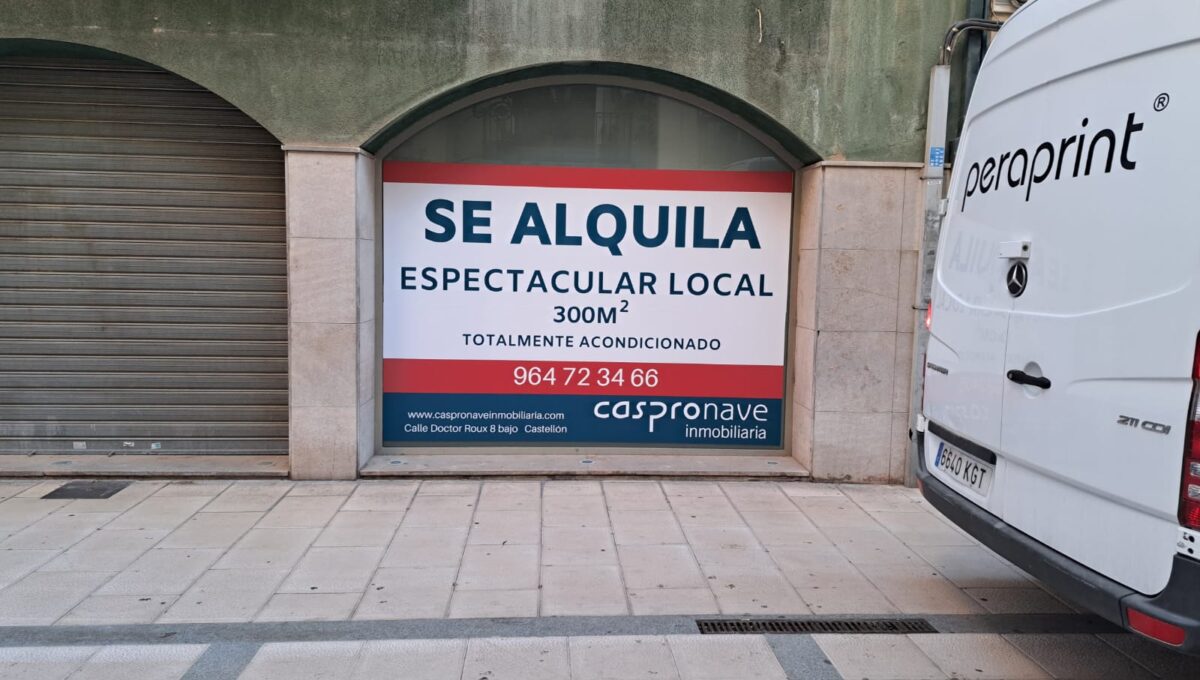 SE ALQUILA
ESPECTACULAR LOCAL
300M²
TOTALMENTE ACONDICIONADO
964 72 34 66
www.caspronaveinmobiliaria.com
Calle Doctor Roux 8 bajo Castellón
caspronave
inmobiliaria
peraprint®
211 CDI
6640 KGT